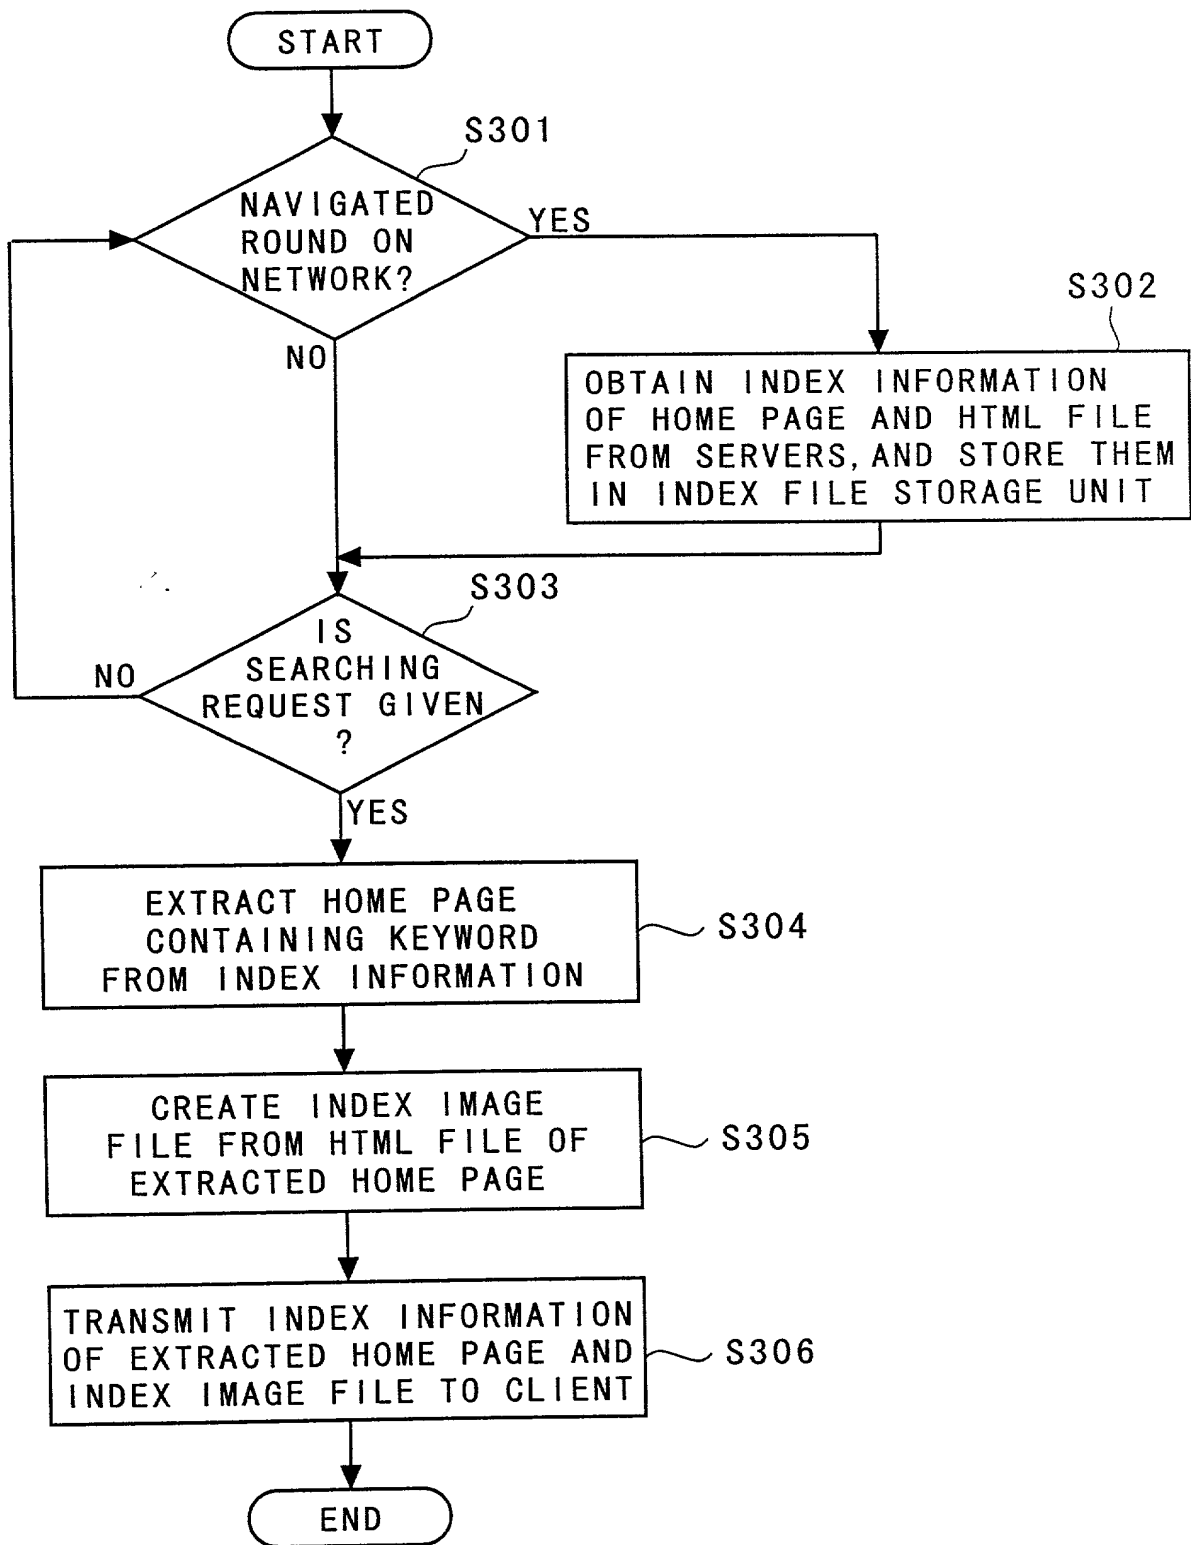 START
S301
NAVIGATED
ROUND ON
NETWORK?
YES
NO
S302
OBTAIN INDEX INFORMATION
OF HOME PAGE AND HTML FILE
FROM SERVERS, AND STORE THEM
IN INDEX FILE STORAGE UNIT
S303
IS
SEARCHING
REQUEST GIVEN
?
NO
YES
EXTRACT HOME PAGE
CONTAINING KEYWORD
FROM INDEX INFORMATION
S304
CREATE INDEX IMAGE
FILE FROM HTML FILE OF
EXTRACTED HOME PAGE
S305
TRANSMIT INDEX INFORMATION
OF EXTRACTED HOME PAGE AND
INDEX IMAGE FILE TO CLIENT
S306
END